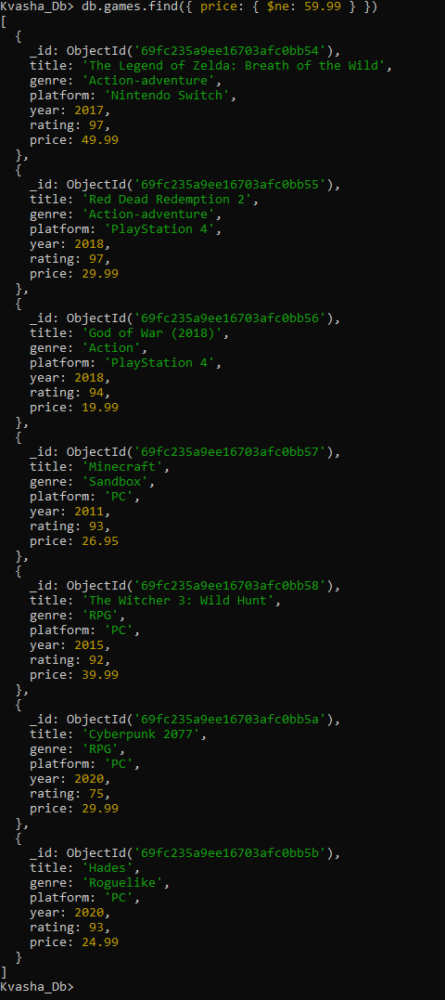 Kvasha_Db> db.games.find({ price: { $ne: 59.99 } })
[
  {
    _id: ObjectId('69fc235a9ee16703afc0bb54'),
    title: 'The Legend of Zelda: Breath of the Wild',
    genre: 'Action-adventure',
    platform: 'Nintendo Switch',
    year: 2017,
    rating: 97,
    price: 49.99
  },
  {
    _id: ObjectId('69fc235a9ee16703afc0bb55'),
    title: 'Red Dead Redemption 2',
    genre: 'Action-adventure',
    platform: 'PlayStation 4',
    year: 2018,
    rating: 97,
    price: 29.99
  },
  {
    _id: ObjectId('69fc235a9ee16703afc0bb56'),
    title: 'God of War (2018)',
    genre: 'Action',
    platform: 'PlayStation 4',
    year: 2018,
    rating: 94,
    price: 19.99
  },
  {
    _id: ObjectId('69fc235a9ee16703afc0bb57'),
    title: 'Minecraft',
    genre: 'Sandbox',
    platform: 'PC',
    year: 2011,
    rating: 93,
    price: 26.95
  },
  {
    _id: ObjectId('69fc235a9ee16703afc0bb58'),
    title: 'The Witcher 3: Wild Hunt',
    genre: 'RPG',
    platform: 'PC',
    year: 2015,
    rating: 92,
    price: 39.99
  },
  {
    _id: ObjectId('69fc235a9ee16703afc0bb5a'),
    title: 'Cyberpunk 2077',
    genre: 'RPG',
    platform: 'PC',
    year: 2020,
    rating: 75,
    price: 29.99
  },
  {
    _id: ObjectId('69fc235a9ee16703afc0bb5b'),
    title: 'Hades',
    genre: 'Roguelike',
    platform: 'PC',
    year: 2020,
    rating: 93,
    price: 24.99
  }
]
Kvasha_Db>